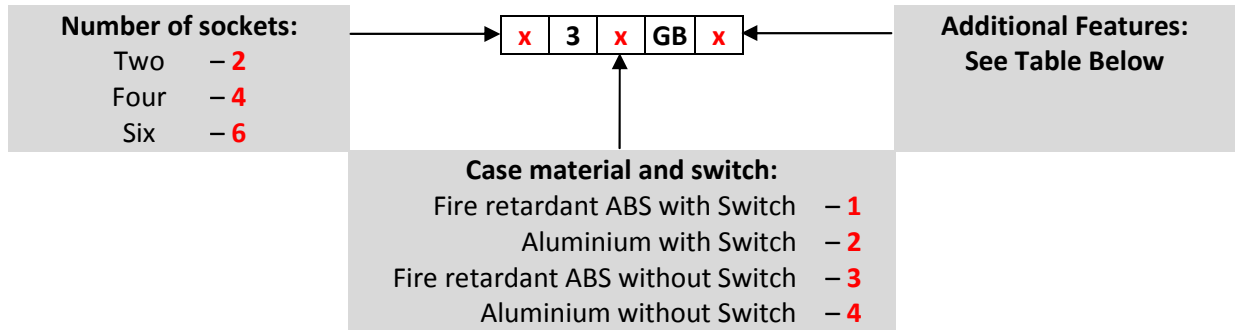 Number of sockets:
Two – 2
Four – 4
Six – 6
x 3 x GB x
Additional Features:
See Table Below
Case material and switch:
Fire retardant ABS with Switch – 1
Aluminium with Switch – 2
Fire retardant ABS without Switch – 3
Aluminium without Switch – 4